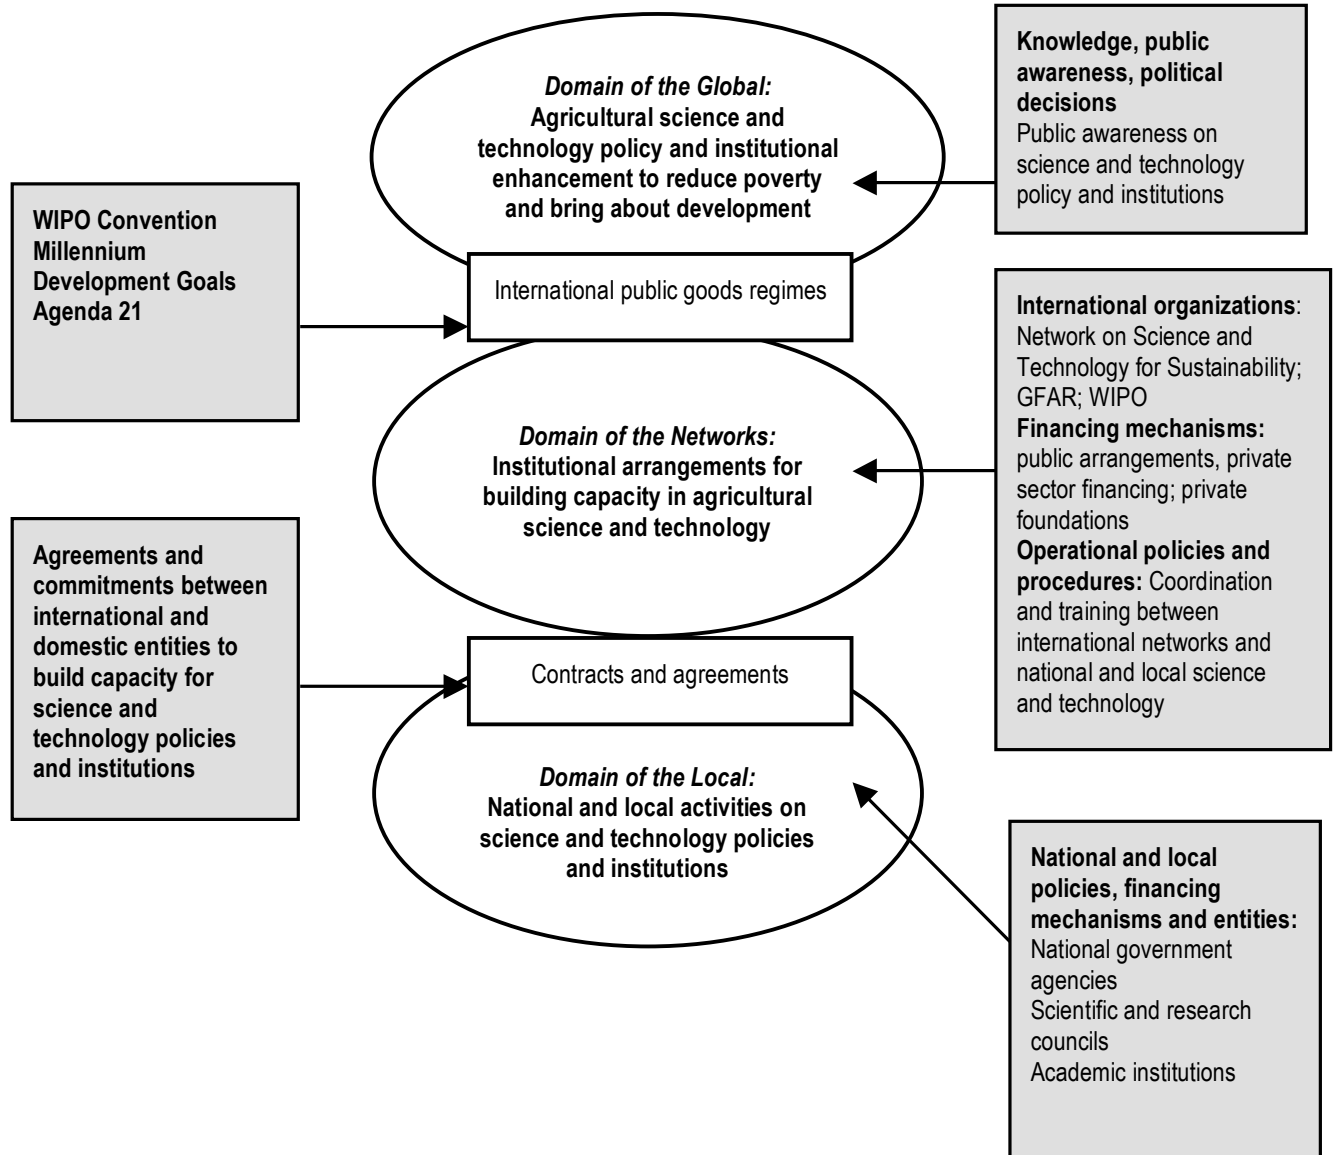 Domain of the Global:
Agricultural science and
technology policy and institutional
enhancement to reduce poverty
and bring about development
Knowledge, public
awareness, political
decisions
Public awareness on
science and technology
policy and institutions
WIPO Convention
Millennium
Development Goals
Agenda 21
International public goods regimes
International organizations:
Network on Science and
Technology for Sustainability;
GFAR; WIPO
Financing mechanisms:
public arrangements, private
sector financing; private
foundations
Operational policies and
procedures: Coordination
and training between
international networks and
national and local science
and technology
Domain of the Networks:
Institutional arrangements for
building capacity in agricultural
science and technology
Agreements and
commitments between
international and
domestic entities to
build capacity for
science and
technology policies
and institutions
Contracts and agreements
Domain of the Local:
National and local activities on
science and technology policies
and institutions
National and local
policies, financing
mechanisms and entities:
National government
agencies
Scientific and research
councils
Academic institutions